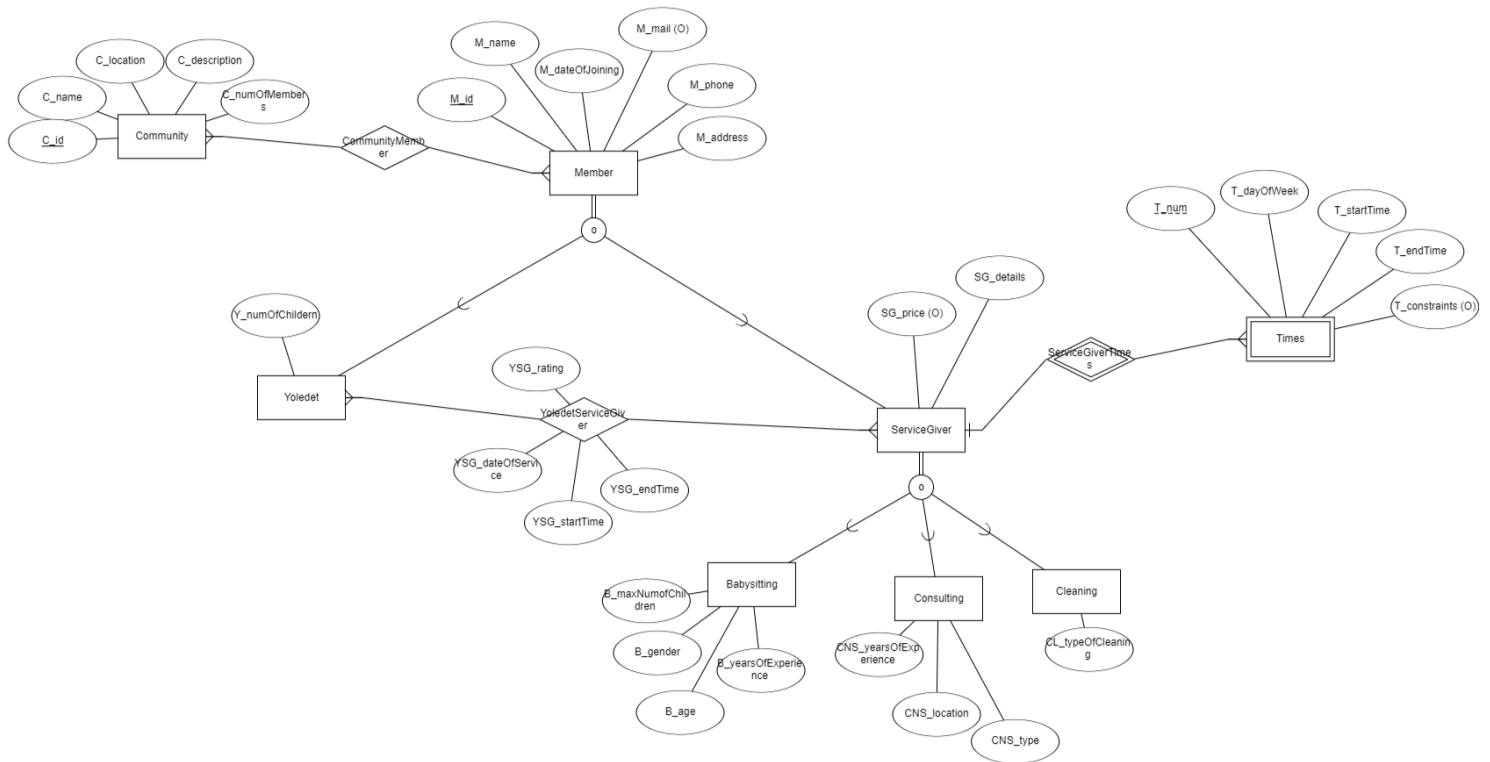 M_mail (O)
M_name
C_location
C_description
M_dateOfJoining
M_phone
C_name
C_numOfMember
s
M_id
Community
C_id
CommunityMemb
er
M_address
Member
T_dayOfWeek
T_num
T_startTime
o
T_endTime
SG_details
T_constraints (O)
Y_numOfChildern
SG_price (O)
Times
ServiceGiverTime
s
YSG_rating
Yoledet
YoledetServiceGiv
er
ServiceGiver
YSG_dateOfServi
ce
YSG_endTime
o
YSG_startTime
Babysitting
Consulting
Cleaning
B_maxNumofChil
dren
CNS_yearsOfExp
erience
CL_typeOfCleanin
g
B_gender
B_yearsOfExperie
nce
B_age
CNS_location
CNS_type